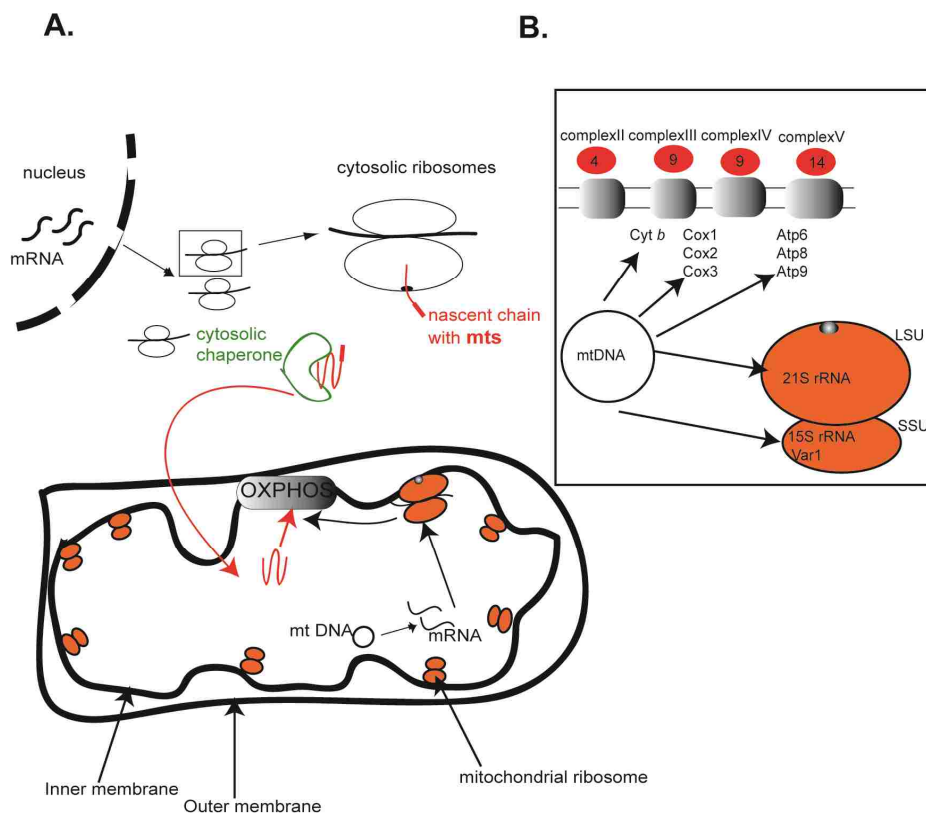 A.
nucleus
mRNA
cytosolic ribosomes
nascent chain
with mts
cytosolic
chaperone
OXPHOS
mt DNA
mRNA
Inner membrane
Outer membrane
mitochondrial ribosome
B.
complexII complexIII complexIV complexV
4 9 9 14
Cyt b
Cox1
Cox2
Cox3
Atp6
Atp8
Atp9
mtDNA
LSU
21S rRNA
SSU
15S rRNA
Var1